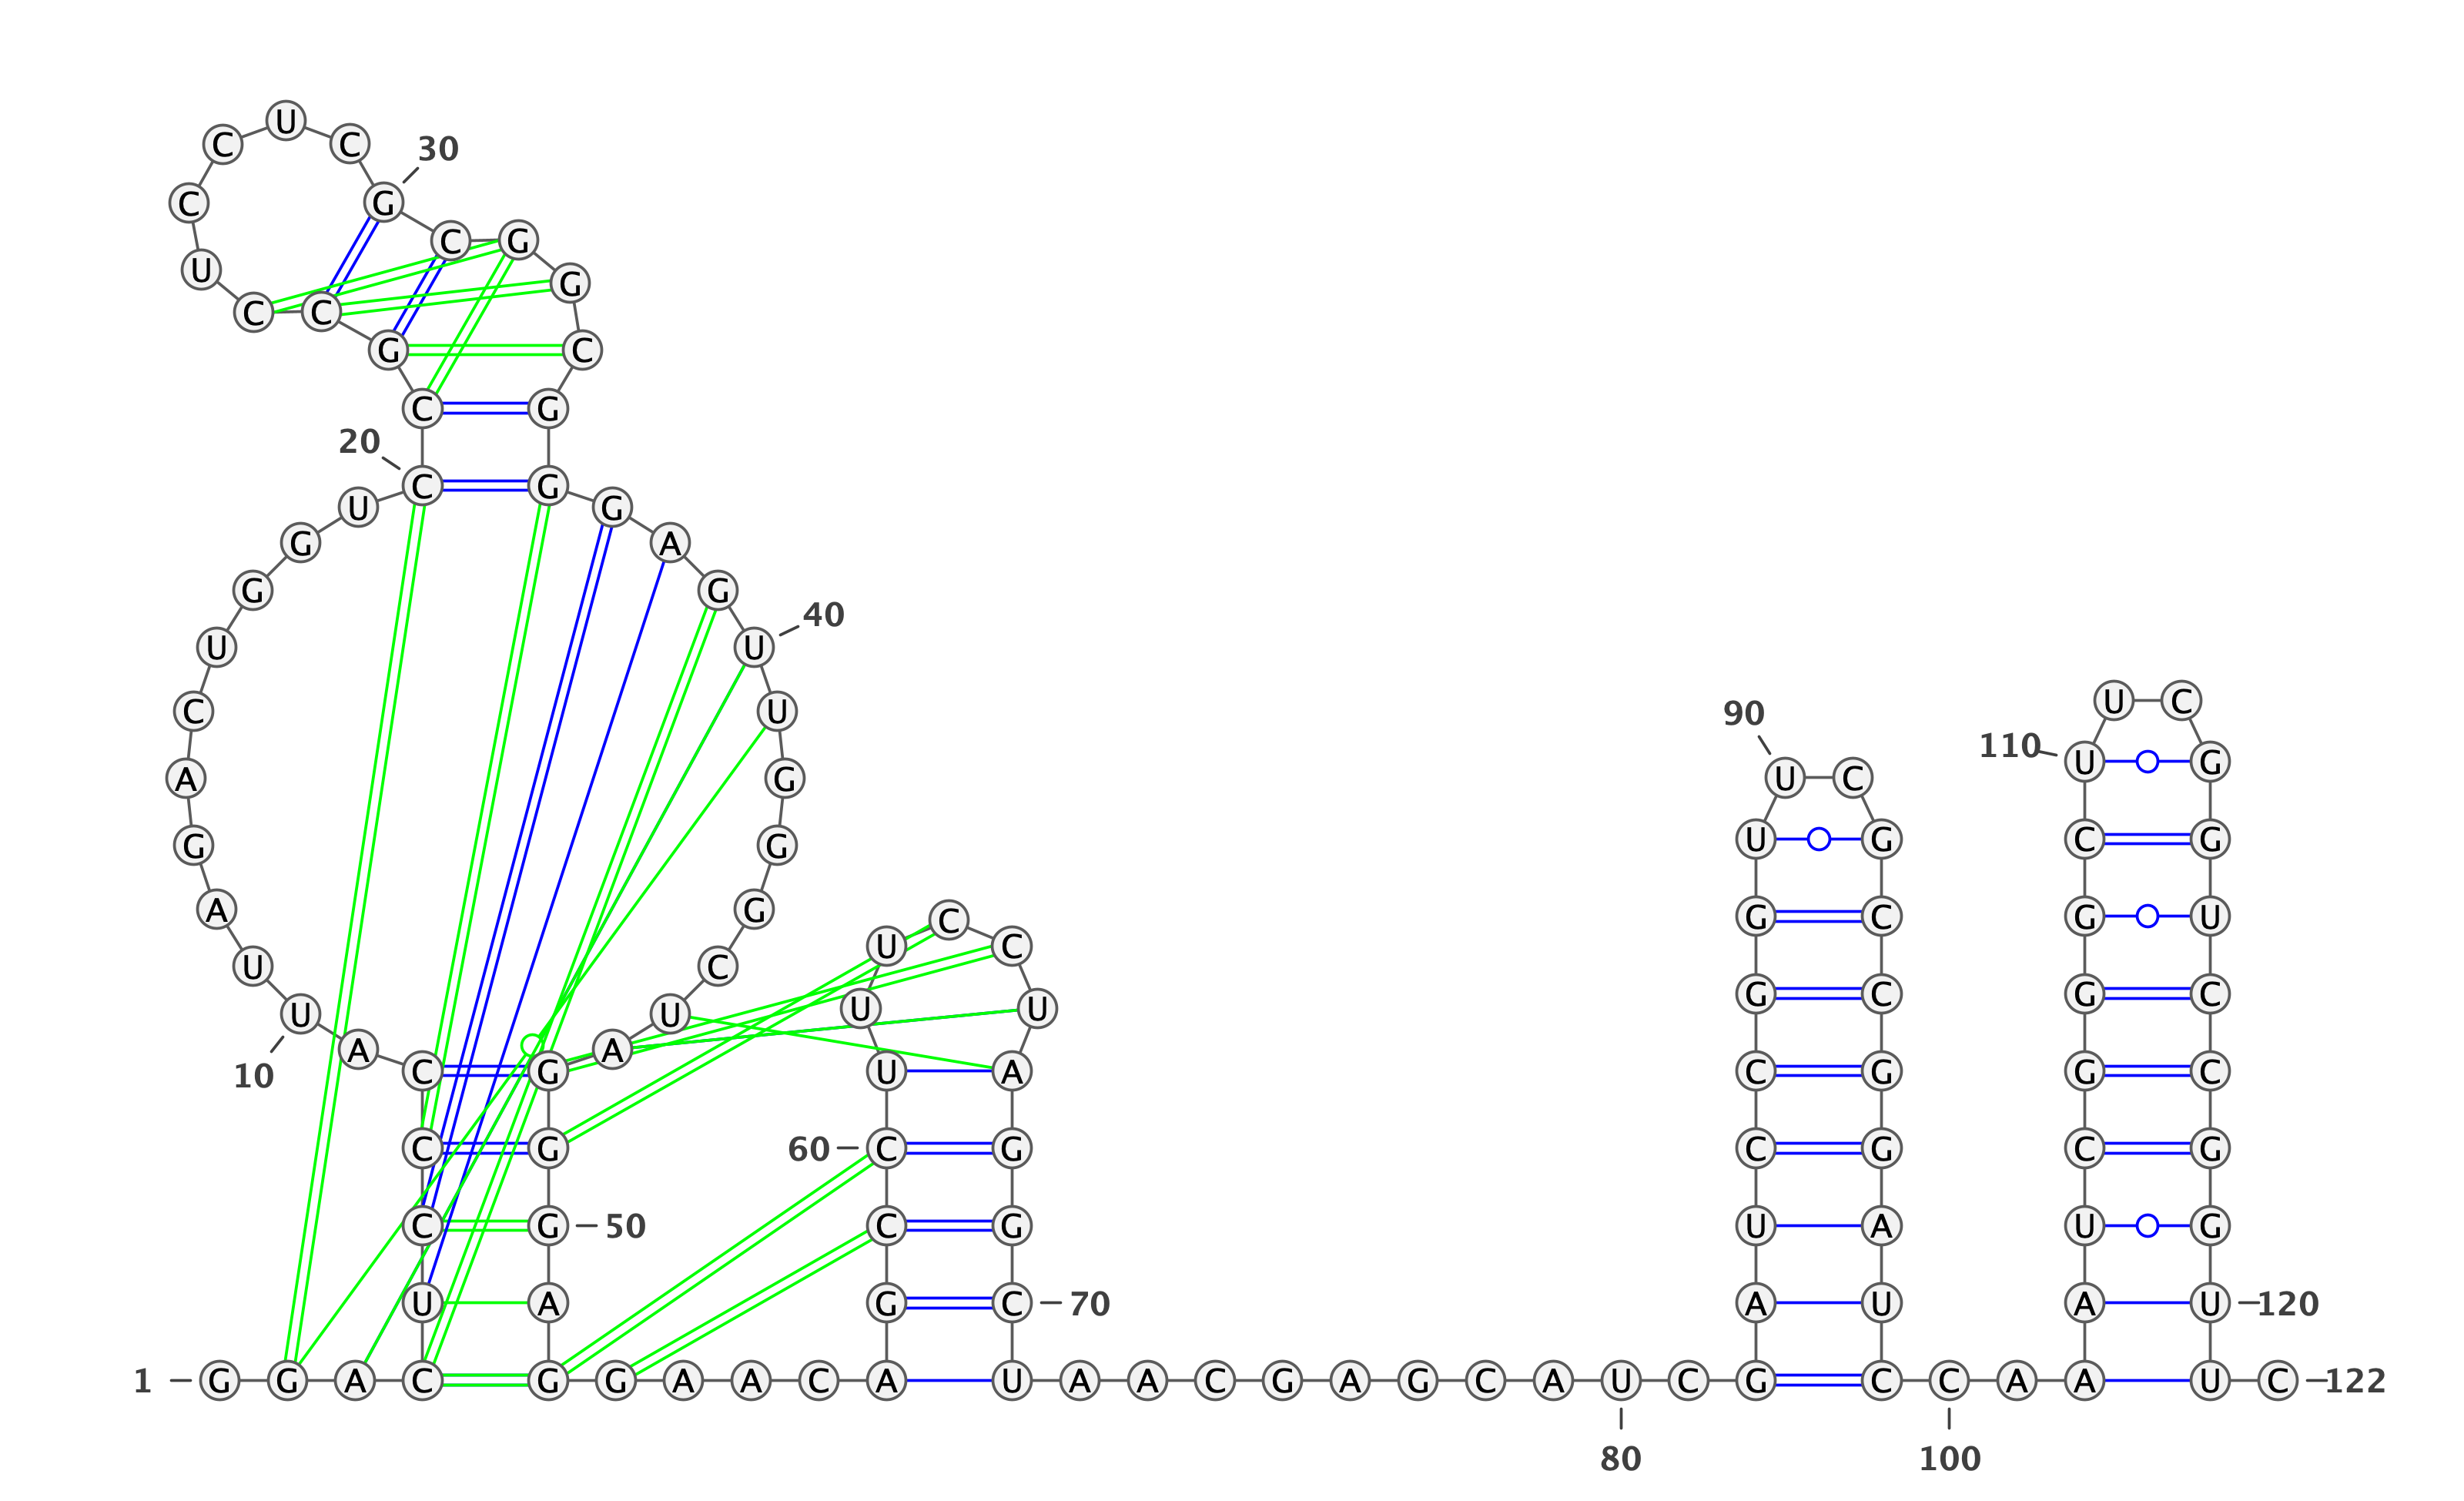 U
C C 30
C G
C G
U G
C C
G C
C G
20
C G
U G
G A
G G
40
U U
U C
C U 90
110 U G
A G U C
G G U G C G
A G C G C G U
U C
U C
G C G C
U U U U
A A
10 C G U A C G G C
C G 60 C G C G C G
C G 50 C G U A U G
U A G C 70 A U A U 120
1 G G A C G G A A C A U A A C G A G C A U C G C C A A U C 122
80 100